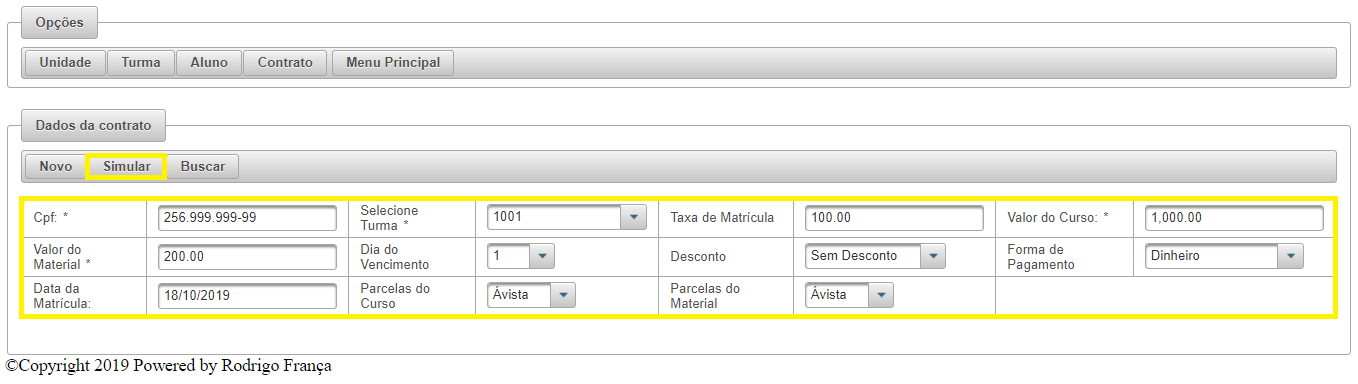 Opções
Unidade Turma Aluno Contrato Menu Principal
Dados da contrato
Novo Simular Buscar
Cpf: * 256.999.999-99 Selecione Turma * 1001 Taxa de Matrícula 100.00 Valor do Curso: * 1,000.00
Valor do Material * 200.00 Dia do Vencimento 1 Desconto Sem Desconto Forma de Pagamento Dinheiro
Data da Matrícula: 18/10/2019 Parcelas do Curso Ávista Parcelas do Material Ávista
©Copyright 2019 Powered by Rodrigo França